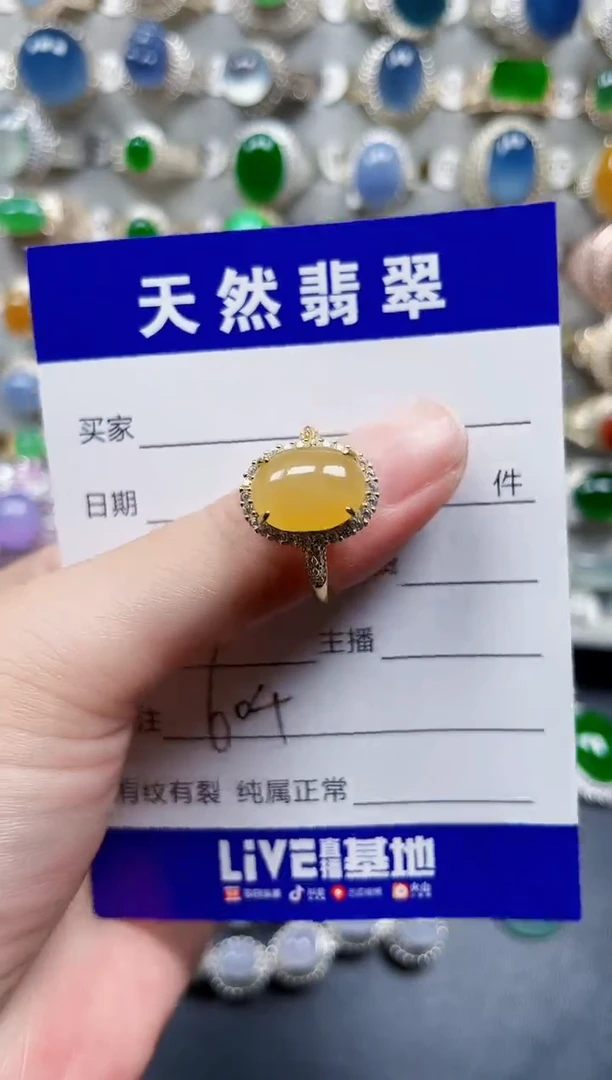 天然翡翠
买家
日期 件
主播
注 604
有纹有裂 纯属正常
LiVE直播基地